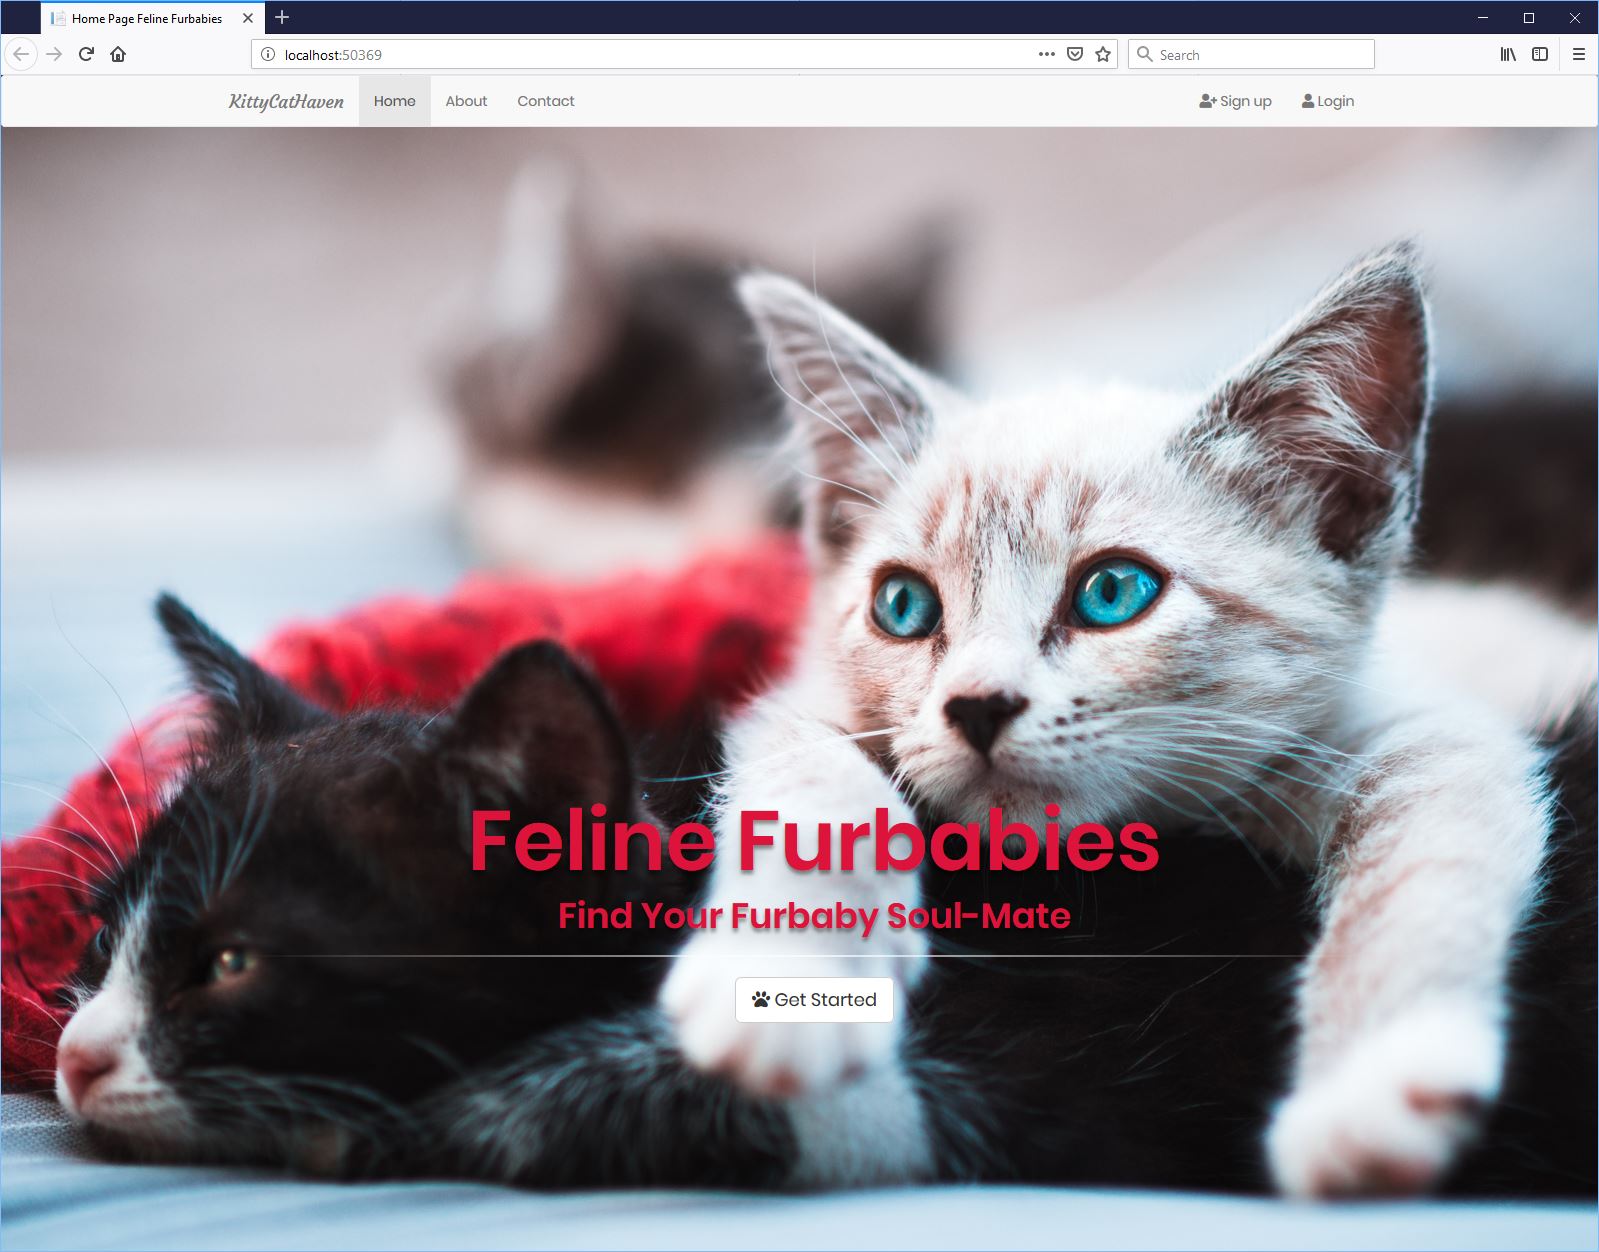 Home Page Feline Furbabies
localhost:50369
Search
KittyCatHaven Home About Contact Sign up Login
Feline Furbabies
Find Your Furbaby Soul-Mate
Get Started